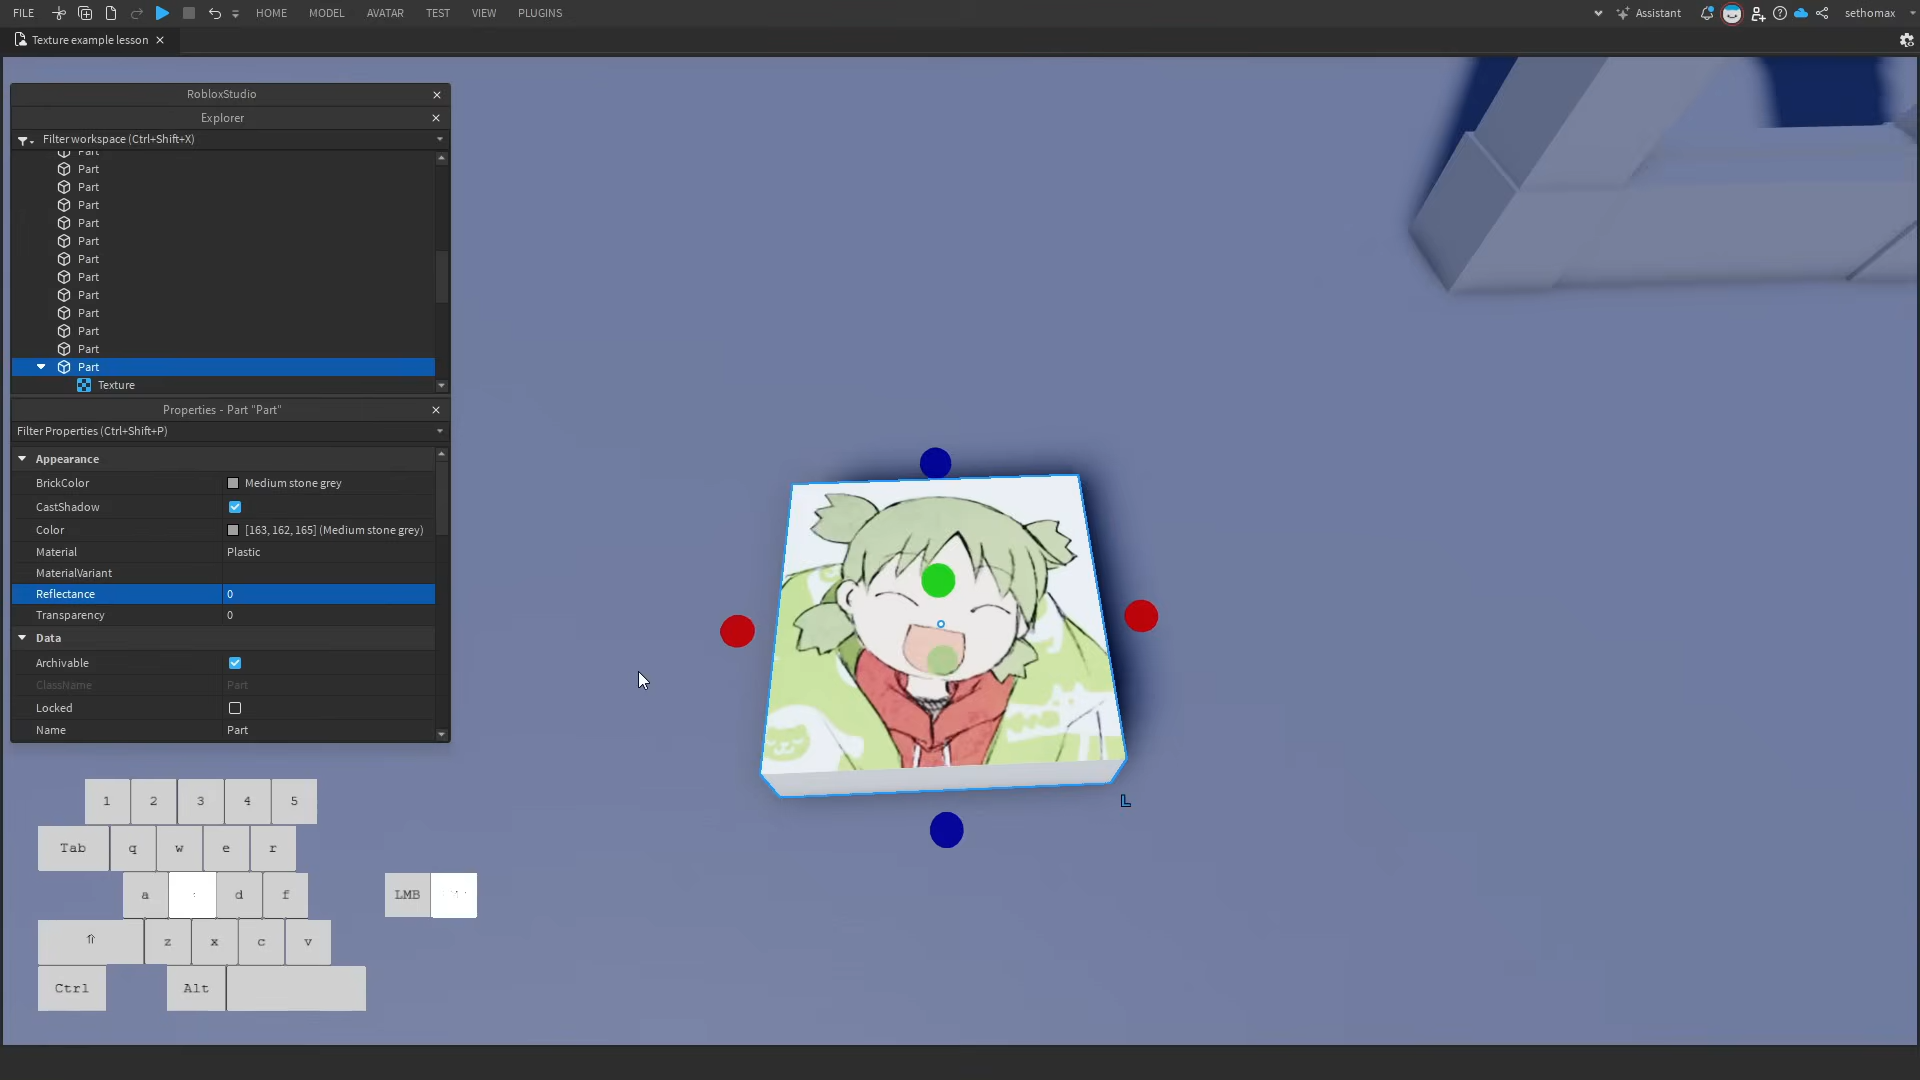 FILE HOME MODEL AVATAR TEST VIEW PLUGINS Assistant sethomax
Texture example lesson
RobloxStudio
Explorer
Filter workspace (Ctrl+Shift+X)
Part
Part
Part
Part
Part
Part
Part
Part
Part
Part
Part
Part
Part
Texture
Properties - Part "Part"
Filter Properties (Ctrl+Shift+P)
Appearance
BrickColor Medium stone grey
CastShadow
Color [163, 162, 165] (Medium stone grey)
Material Plastic
MaterialVariant
Reflectance 0
Transparency 0
Data
Archivable
ClassName Part
Locked
Name Part
L
1 2 3 4 5
Tab q w e r
a d f LMB
⇑ z x c v
Ctrl Alt